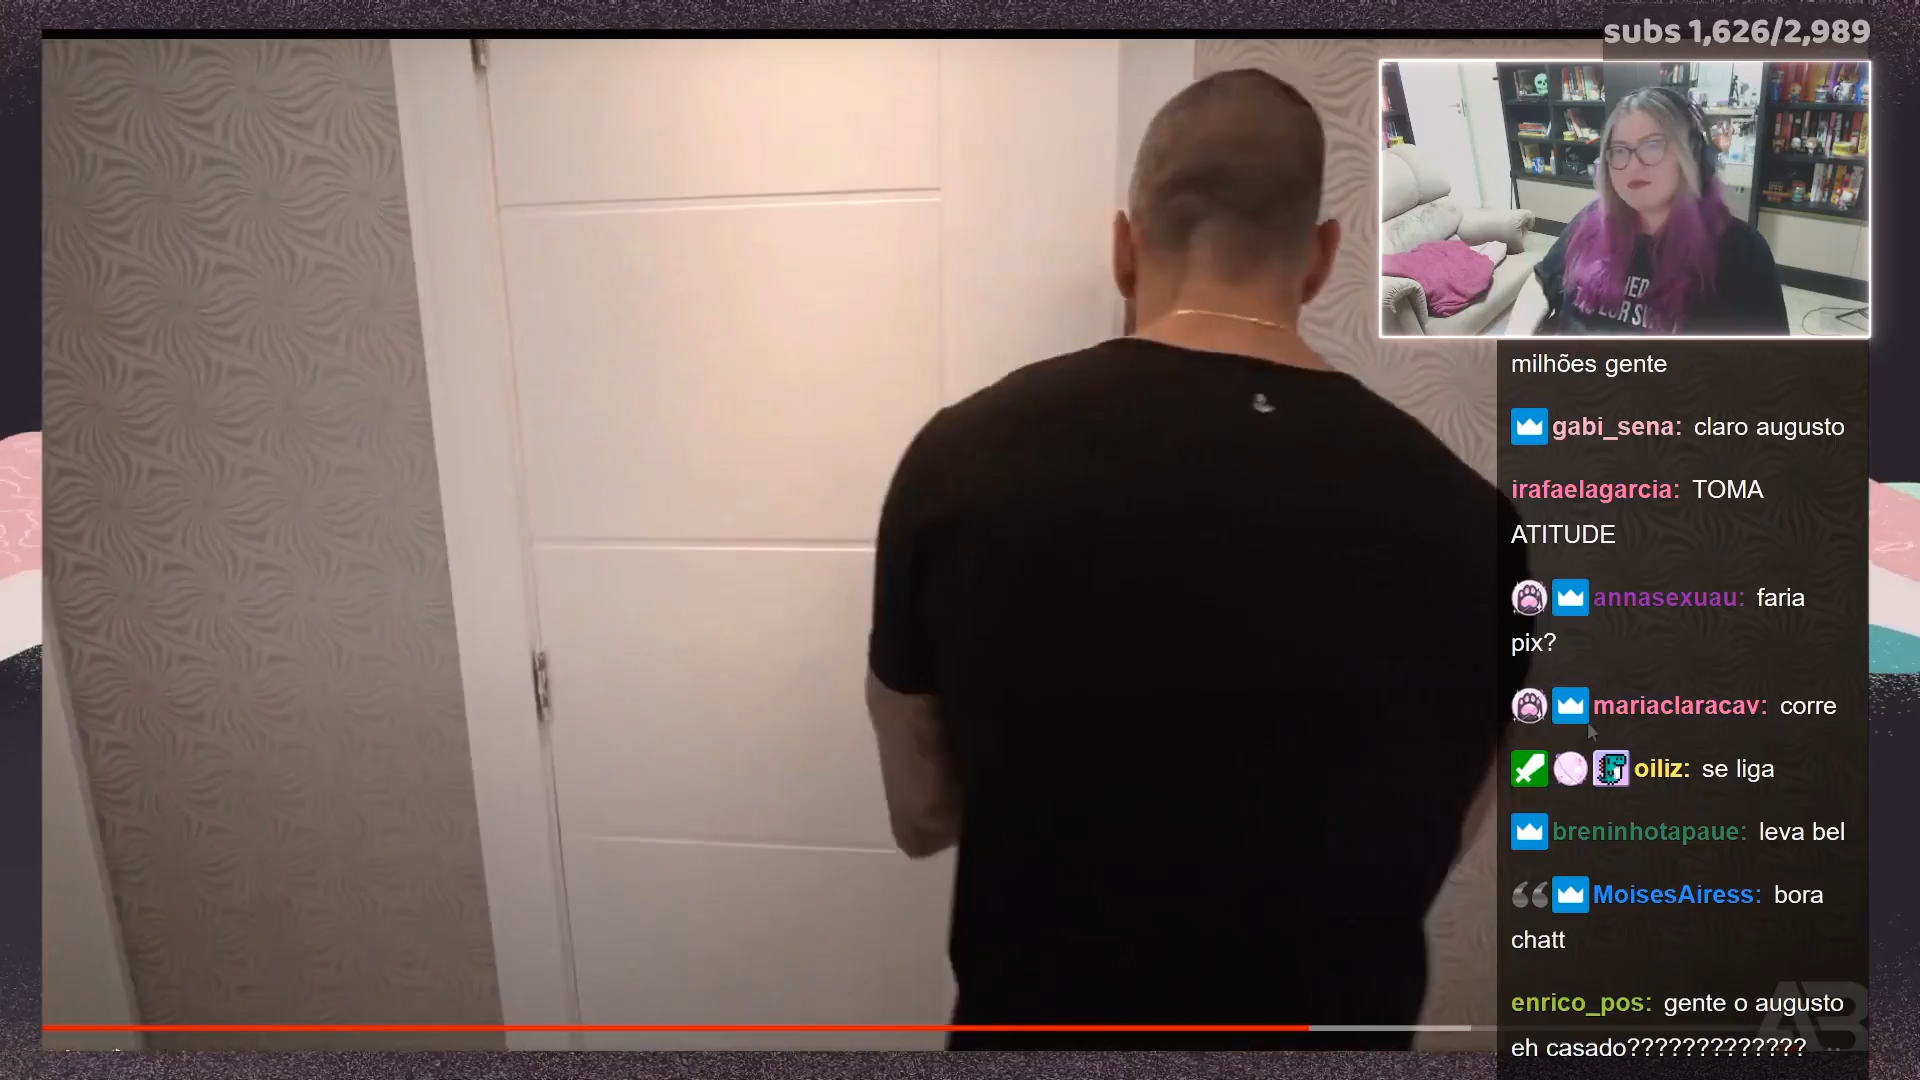 subs 1,626/2,989
milhões gente
gabi_sena: claro augusto
irafaelagarcia: TOMA
ATITUDE
annasexuau: faria
pix?
mariaclaracav: corre
oiliz: se liga
breninhotapaue: leva bel
MoisesAiress: bora
chatt
AB
enrico_pos: gente o augusto
eh casado?????????????